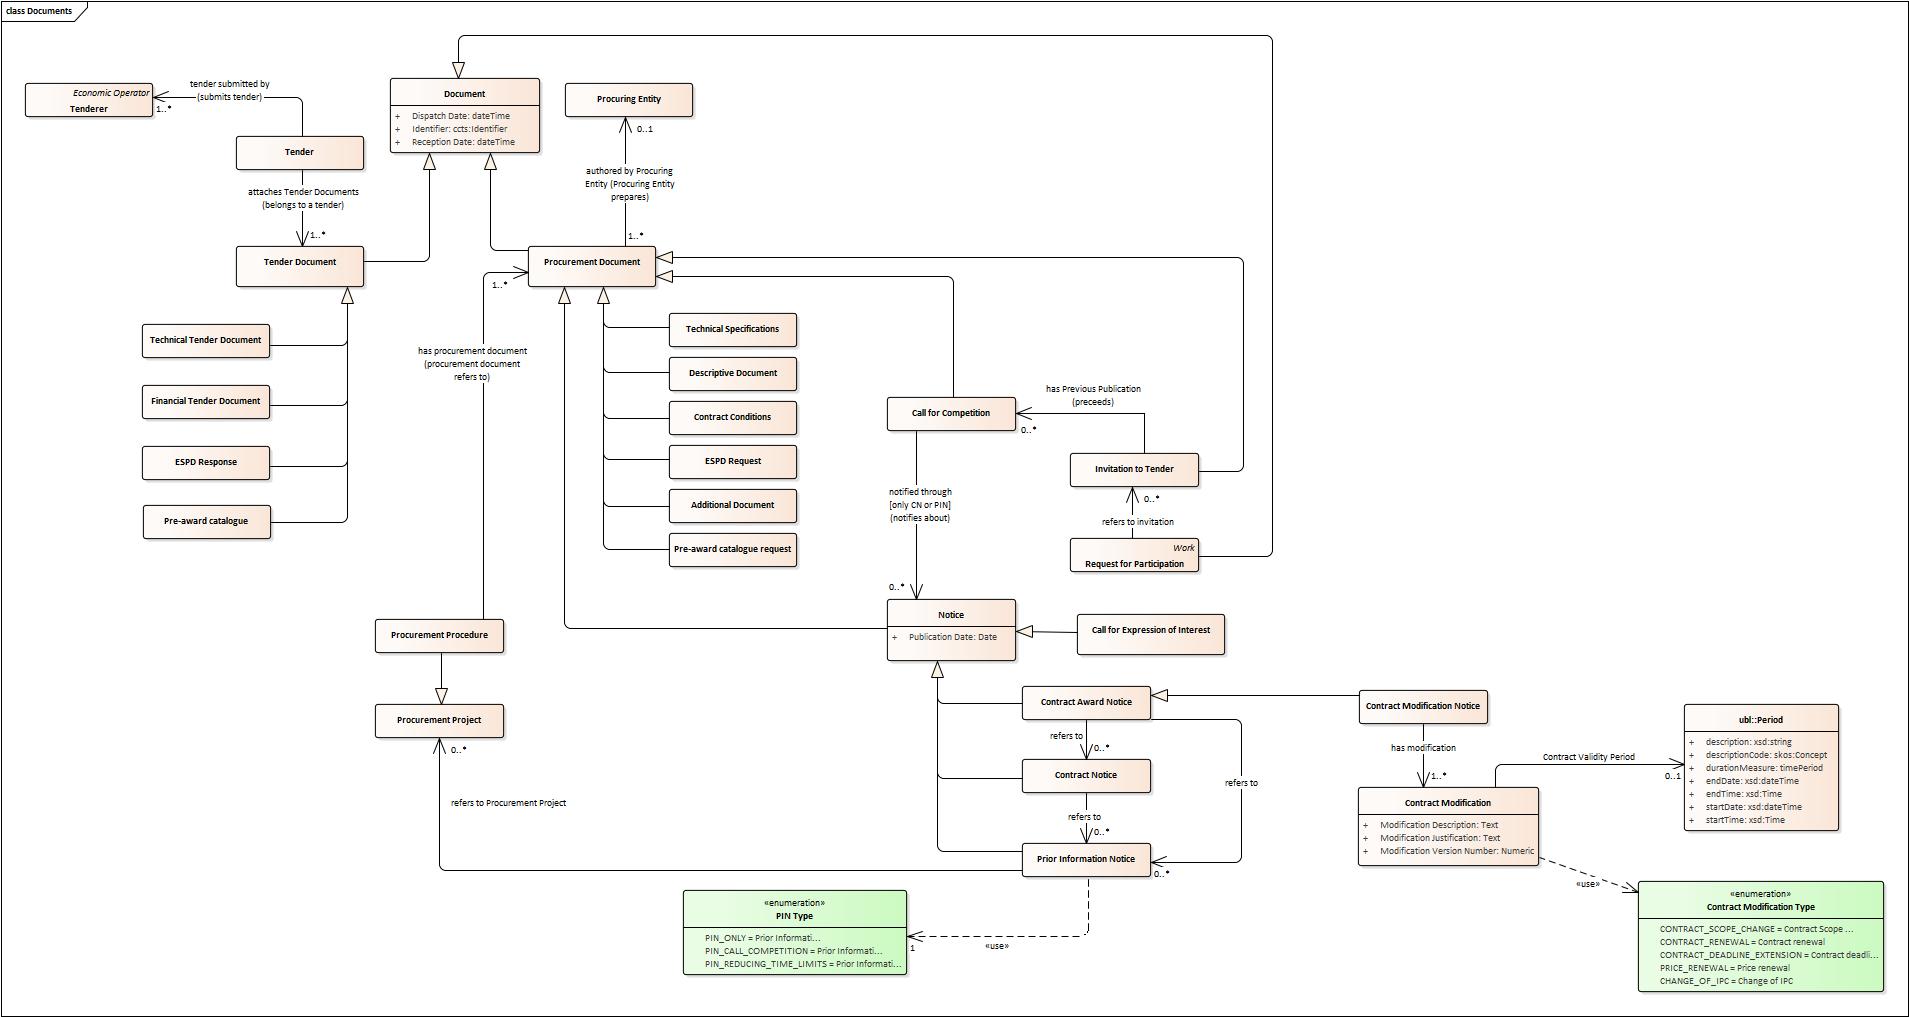 class Documents
Economic Operator
Tenderer
tender submitted by
(submits tender)
1..*
Tender
attaches Tender Documents
(belongs to a tender)
1..*
Tender Document
Document
+ Dispatch Date: dateTime
+ Identifier: ccts:Identifier
+ Reception Date: dateTime
Procuring Entity
0..1
authored by Procuring
Entity (Procuring Entity
prepares)
1..*
Procurement Document
1..*
has procurement document
(procurement document
refers to)
Technical Tender Document
Financial Tender Document
ESPD Response
Pre-award catalogue
Technical Specifications
Descriptive Document
Contract Conditions
ESPD Request
Additional Document
Pre-award catalogue request
Call for Competition
has Previous Publication
(preceeds)
0..*
Invitation to Tender
0..*
refers to invitation
Work
Request for Participation
notified through
[only CN or PIN]
(notifies about)
0..*
Notice
+ Publication Date: Date
Call for Expression of Interest
Procurement Procedure
Procurement Project
0..*
refers to Procurement Project
Contract Award Notice
refers to
0..*
Contract Notice
refers to
0..*
refers to
Prior Information Notice
0..*
Contract Modification Notice
has modification
1..*
Contract Validity Period
0..1
ubl::Period
+ description: xsd:string
+ descriptionCode: skos:Concept
+ durationMeasure: timePeriod
+ endDate: xsd:dateTime
+ endTime: xsd:Time
+ startDate: xsd:dateTime
+ startTime: xsd:Time
Contract Modification
+ Modification Description: Text
+ Modification Justification: Text
+ Modification Version Number: Numeric
«use»
«enumeration»
PIN Type
PIN_ONLY = Prior Informati...
PIN_CALL_COMPETITION = Prior Informati...
PIN_REDUCING_TIME_LIMITS = Prior Informati...
1
«use»
«enumeration»
Contract Modification Type
CONTRACT_SCOPE_CHANGE = Contract Scope ...
CONTRACT_RENEWAL = Contract renewal
CONTRACT_DEADLINE_EXTENSION = Contract deadli...
PRICE_RENEWAL = Price renewal
CHANGE_OF_IPC = Change of IPC